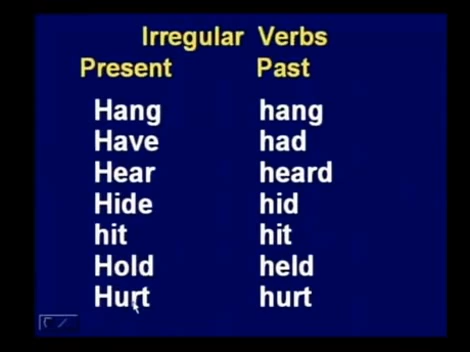 Irregular Verbs
Present Past
Hang hang
Have had
Hear heard
Hide hid
hit hit
Hold held
Hurt hurt